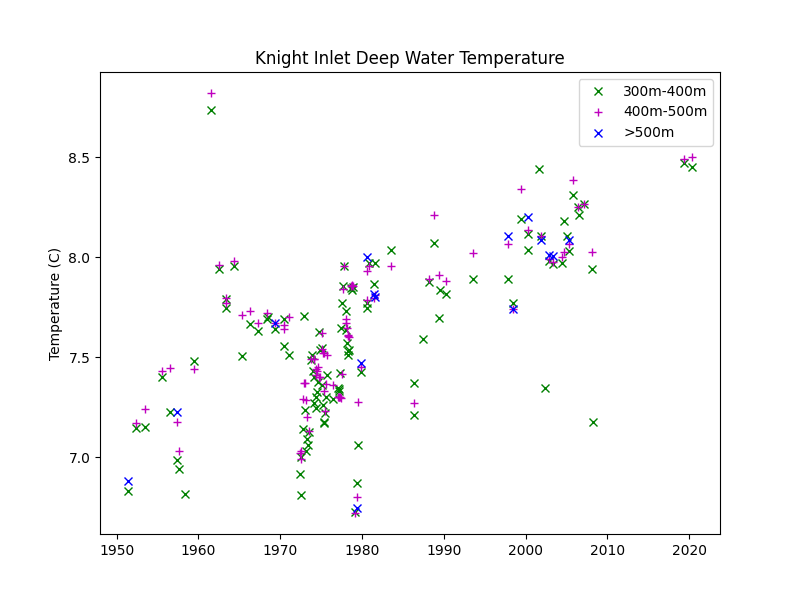 Knight Inlet Deep Water Temperature
300m-400m
400m-500m
>500m
Temperature (C)
8.5
8.0
7.5
7.0
1950 1960 1970 1980 1990 2000 2010 2020